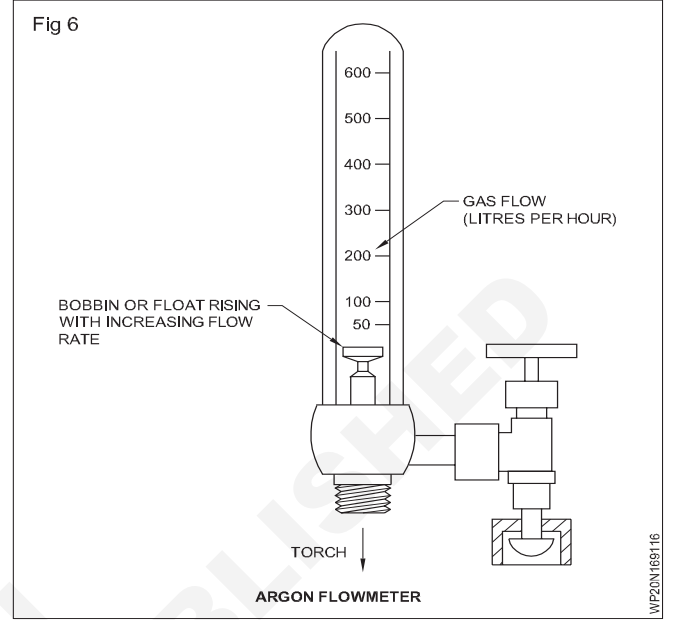 Fig 6
600
500
400
300
200
100
50
GAS FLOW
(LITRES PER HOUR)
BOBBIN OR FLOAT RISING
WITH INCREASING FLOW
RATE
TORCH
ARGON FLOWMETER
WP20N169116
BLISHED